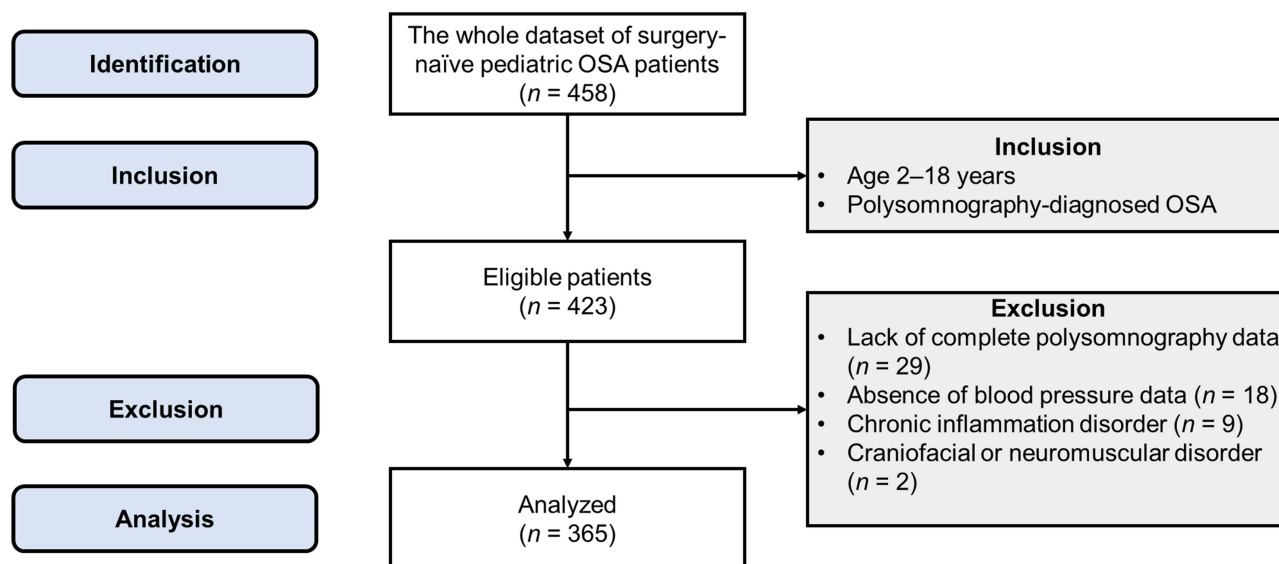 Identification
The whole dataset of surgery-
naïve pediatric OSA patients
(n = 458)
Inclusion
Inclusion
• Age 2–18 years
• Polysomnography-diagnosed OSA
Eligible patients
(n = 423)
Exclusion
Exclusion
• Lack of complete polysomnography data
(n = 29)
• Absence of blood pressure data (n = 18)
• Chronic inflammation disorder (n = 9)
• Craniofacial or neuromuscular disorder
(n = 2)
Analysis
Analyzed
(n = 365)